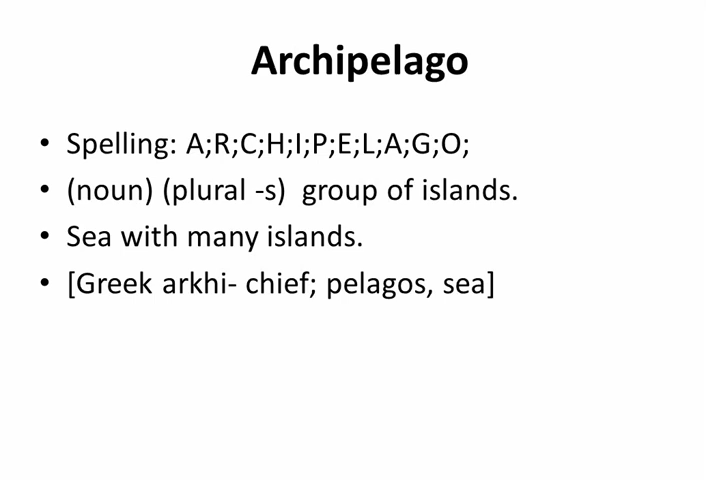 Archipelago
• Spelling: A;R;C;H;I;P;E;L;A;G;O;
• (noun) (plural -s)  group of islands.
• Sea with many islands.
• [Greek arkhi- chief; pelagos, sea]